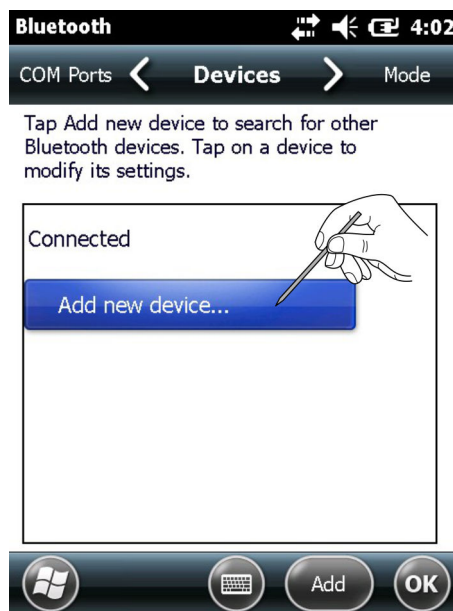 Bluetooth 4:02
COM Ports Devices Mode
Tap Add new device to search for other
Bluetooth devices. Tap on a device to
modify its settings.
Connected
Add new device...
Add OK